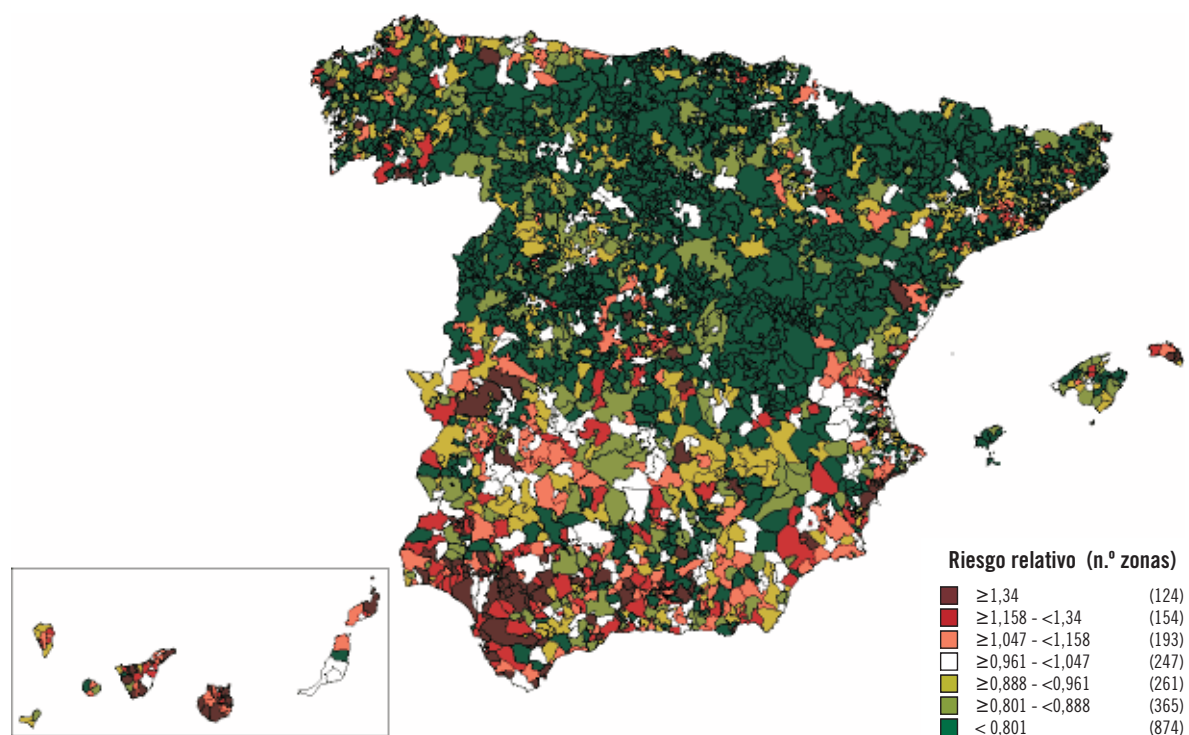 Riesgo relativo (n.º zonas)
≥1,34 (124)
≥1,158 - <1,34 (154)
≥1,047 - <1,158 (193)
≥0,961 - <1,047 (247)
≥0,888 - <0,961 (261)
≥0,801 - <0,888 (365)
< 0,801 (874)